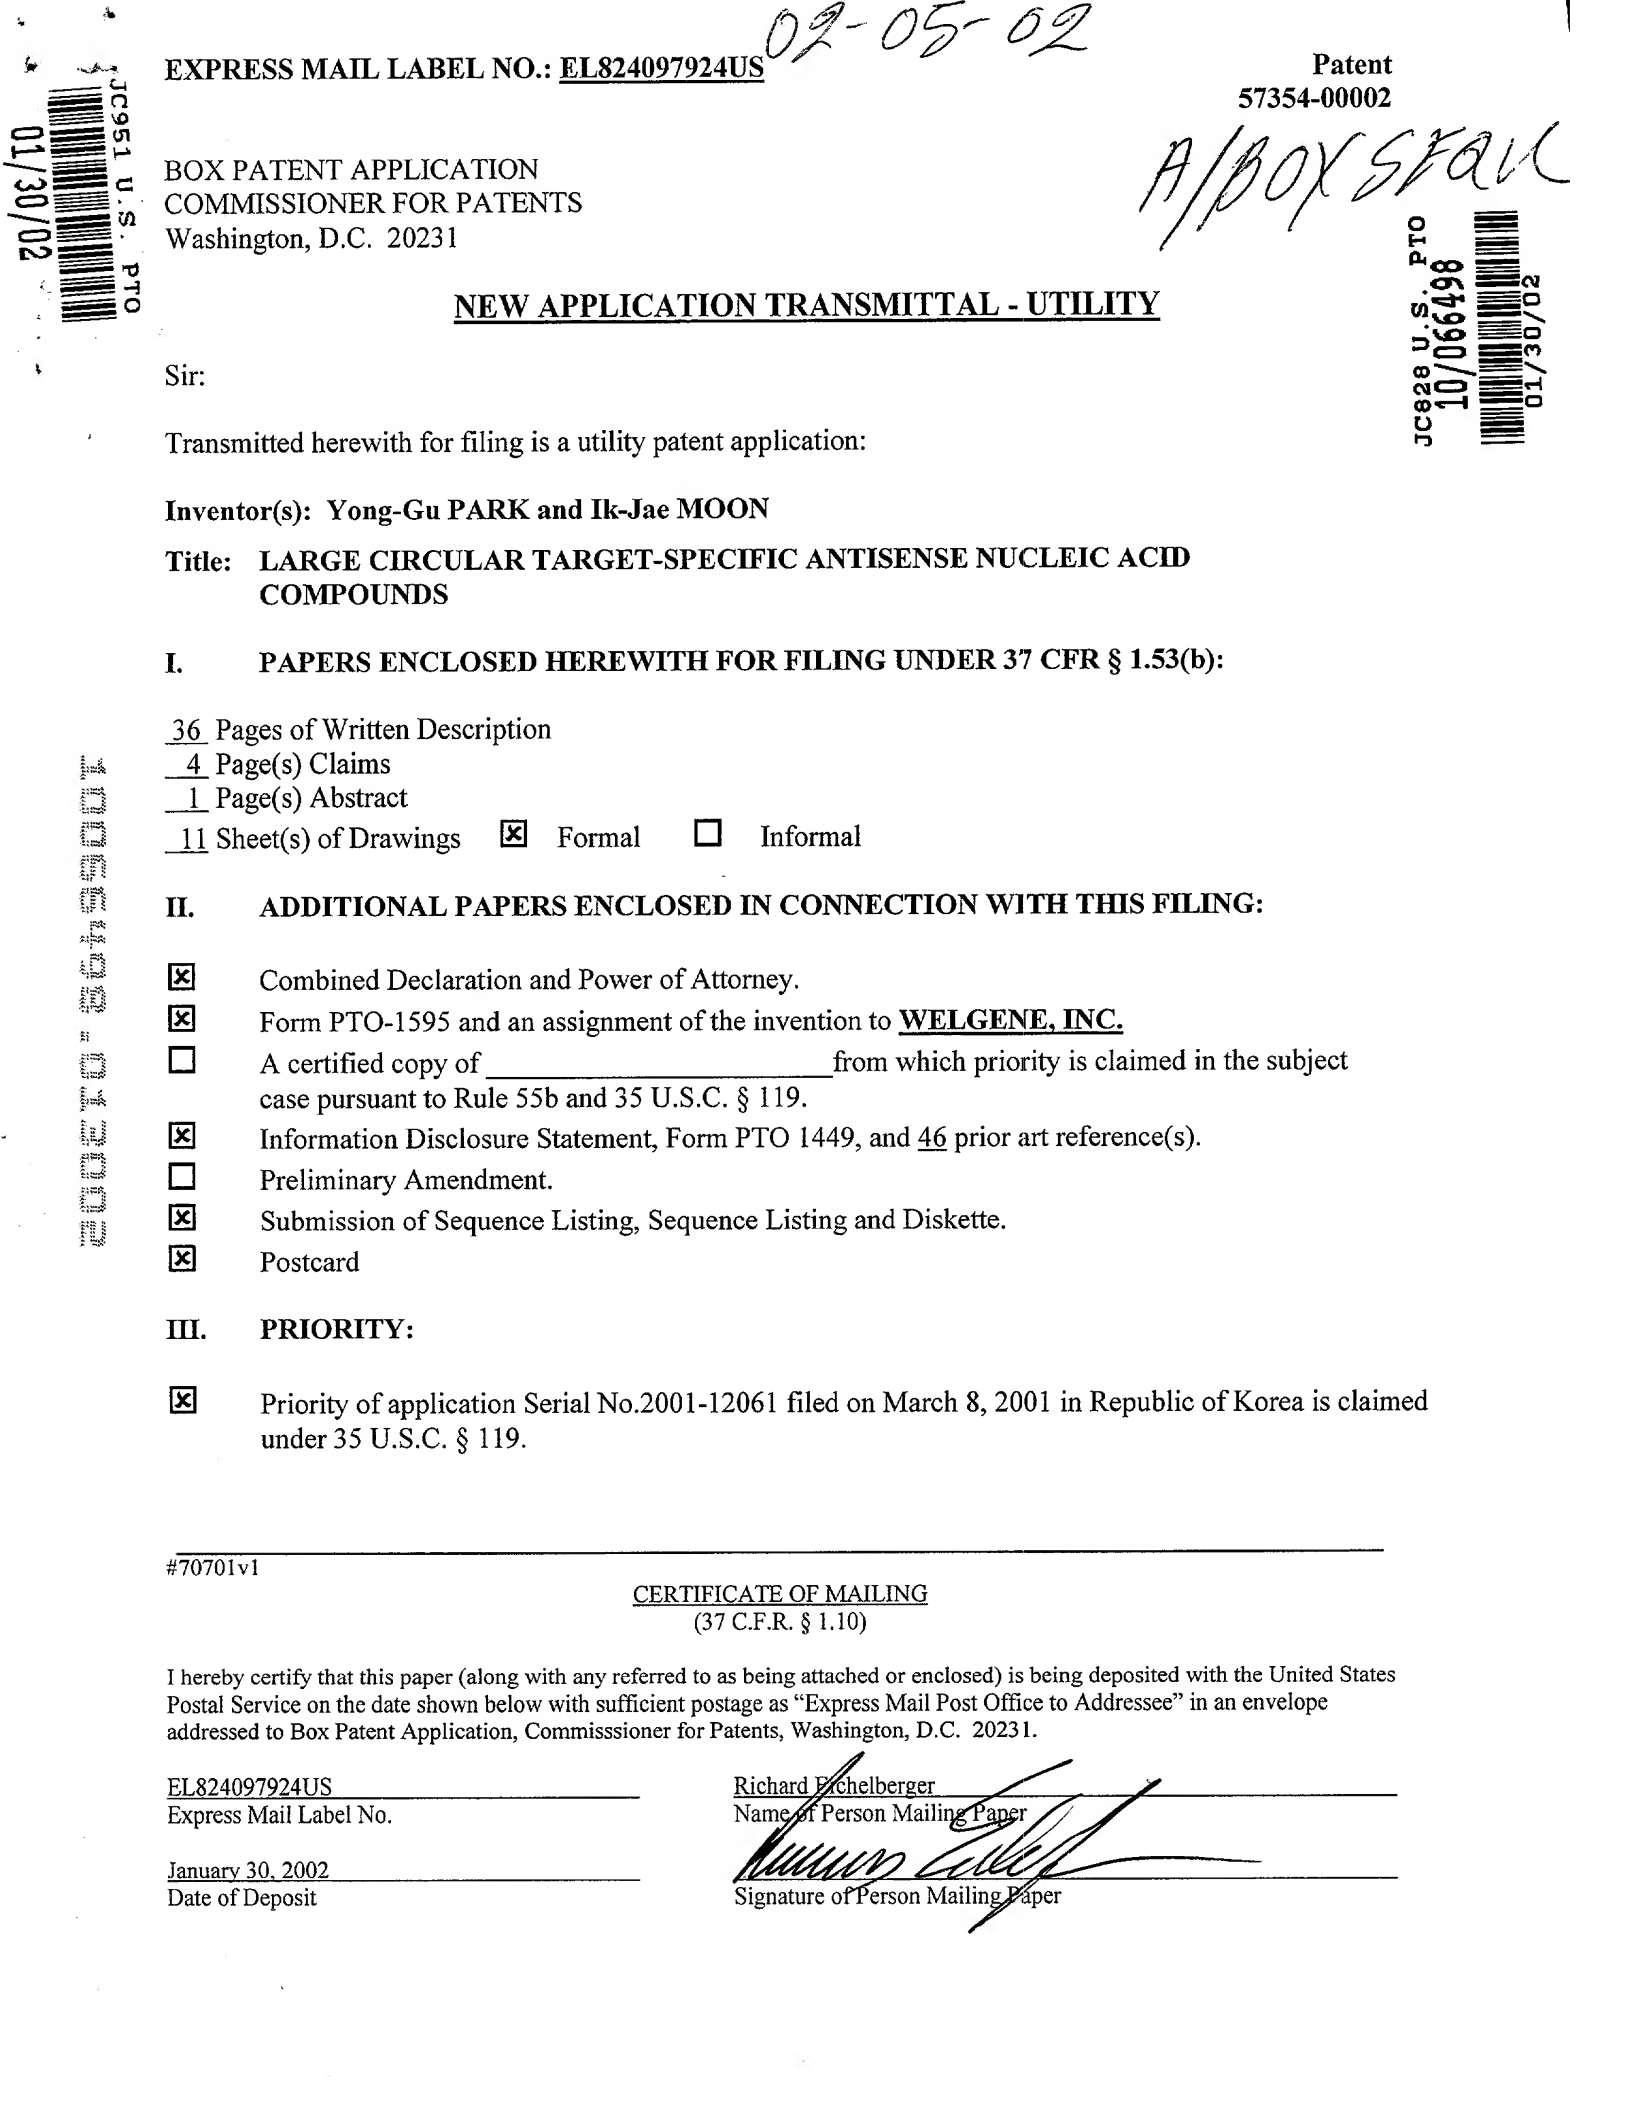 02-05-02
EXPRESS MAIL LABEL NO.: EL824097924US
Patent
57354-00002
JC951 U.S. PTO
01/30/02
A/BOX SEQU
BOX PATENT APPLICATION
COMMISSIONER FOR PATENTS
Washington, D.C. 20231
JC828 U.S. PTO
10/066498
01/30/02
NEW APPLICATION TRANSMITTAL - UTILITY
Sir:
Transmitted herewith for filing is a utility patent application:
Inventor(s): Yong-Gu PARK and Ik-Jae MOON
Title: LARGE CIRCULAR TARGET-SPECIFIC ANTISENSE NUCLEIC ACID
COMPOUNDS
I. PAPERS ENCLOSED HEREWITH FOR FILING UNDER 37 CFR § 1.53(b):
36 Pages of Written Description
4 Page(s) Claims
1 Page(s) Abstract
11 Sheet(s) of Drawings ☒ Formal ☐ Informal
10066498.013002
II. ADDITIONAL PAPERS ENCLOSED IN CONNECTION WITH THIS FILING:
☒ Combined Declaration and Power of Attorney.
☒ Form PTO-1595 and an assignment of the invention to WELGENE, INC.
☐ A certified copy of ____________________ from which priority is claimed in the subject
case pursuant to Rule 55b and 35 U.S.C. § 119.
☒ Information Disclosure Statement, Form PTO 1449, and 46 prior art reference(s).
☐ Preliminary Amendment.
☒ Submission of Sequence Listing, Sequence Listing and Diskette.
☒ Postcard
III. PRIORITY:
☒ Priority of application Serial No.2001-12061 filed on March 8, 2001 in Republic of Korea is claimed
under 35 U.S.C. § 119.
#70701v1
CERTIFICATE OF MAILING
(37 C.F.R. § 1.10)
I hereby certify that this paper (along with any referred to as being attached or enclosed) is being deposited with the United States
Postal Service on the date shown below with sufficient postage as “Express Mail Post Office to Addressee” in an envelope
addressed to Box Patent Application, Commisssioner for Patents, Washington, D.C. 20231.
EL824097924US
Express Mail Label No.
Richard Eichelberger
Name of Person Mailing Paper
January 30, 2002
Date of Deposit
Signature of Person Mailing Paper